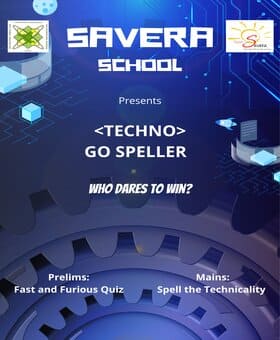 SAVERA
SCHOOL
Presents
<TECHNO>
GO SPELLER
WHO DARES TO WIN?
Prelims:
Fast and Furious Quiz
Mains:
Spell the Technicality